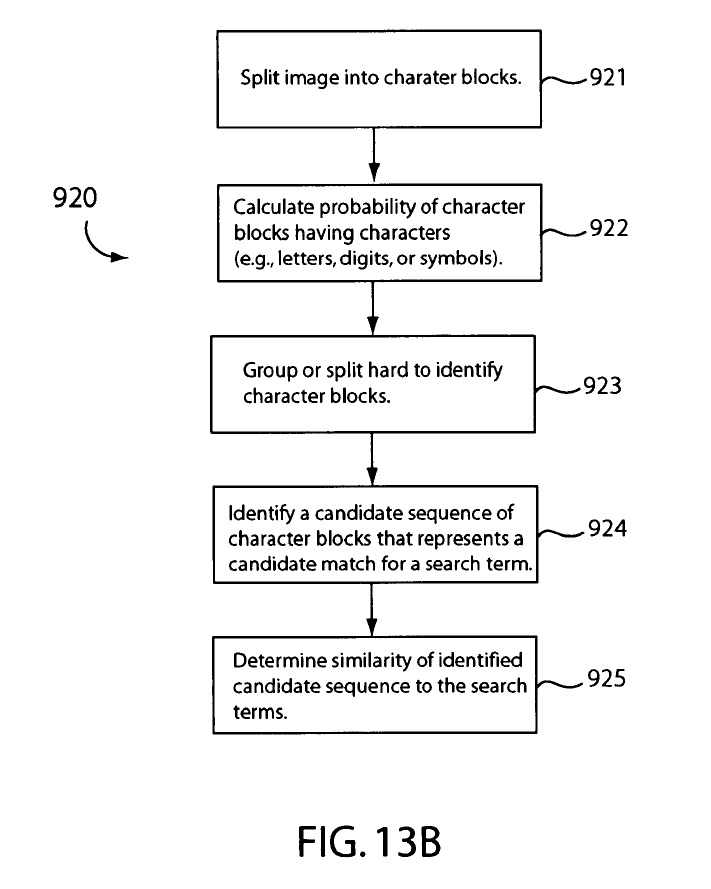 Split image into charater blocks.
921
920
Calculate probability of character
blocks having characters
(e.g., letters, digits, or symbols).
922
Group or split hard to identify
character blocks.
923
Identify a candidate sequence of
character blocks that represents a
candidate match for a search term.
924
Determine similarity of identified
candidate sequence to the search
terms.
925
FIG. 13B